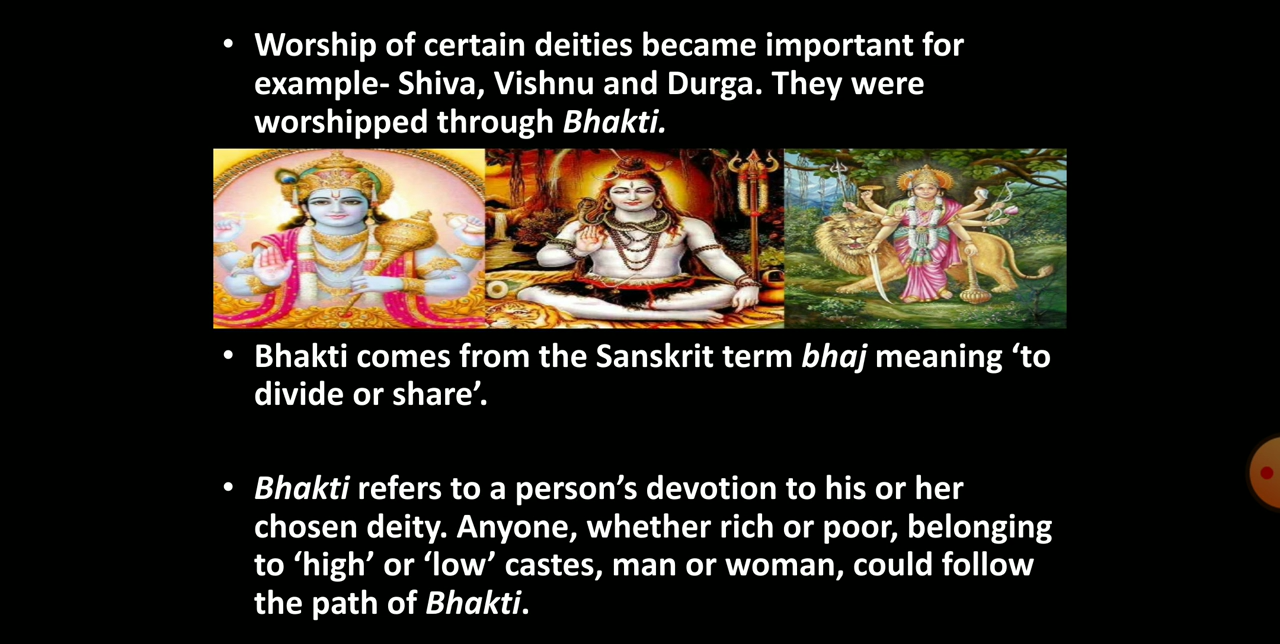 • Worship of certain deities became important for
example- Shiva, Vishnu and Durga. They were
worshipped through Bhakti.
• Bhakti comes from the Sanskrit term bhaj meaning ‘to
divide or share’.
• Bhakti refers to a person’s devotion to his or her
chosen deity. Anyone, whether rich or poor, belonging
to ‘high’ or ‘low’ castes, man or woman, could follow
the path of Bhakti.